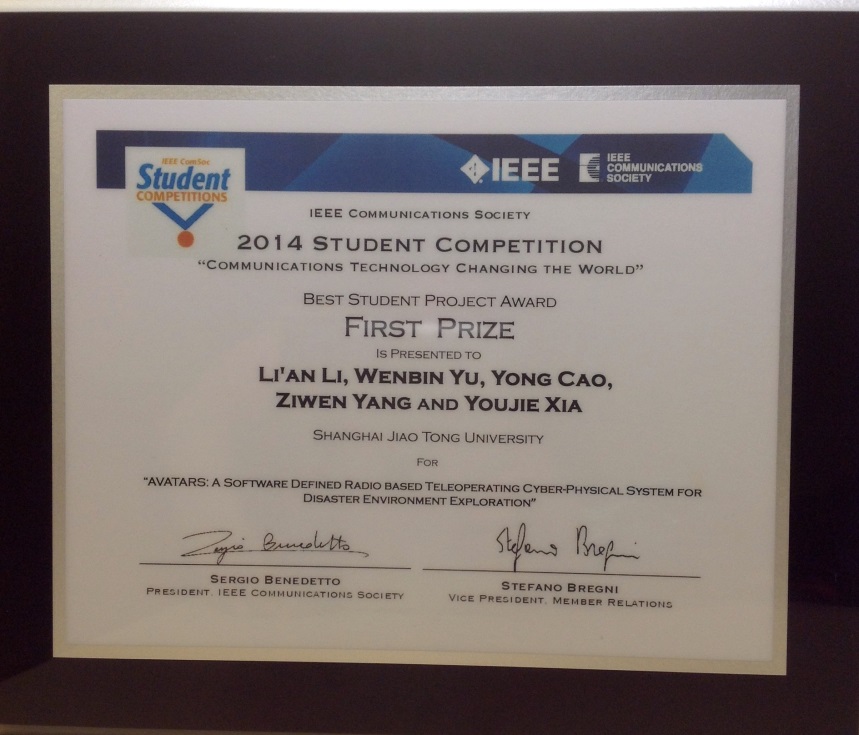 IEEE ComSoc
Student
COMPETITIONS
IEEE
IEEE
COMMUNICATIONS
SOCIETY
IEEE COMMUNICATIONS SOCIETY
2014 STUDENT COMPETITION
“COMMUNICATIONS TECHNOLOGY CHANGING THE WORLD”
BEST STUDENT PROJECT AWARD
FIRST PRIZE
IS PRESENTED TO
LI'AN LI, WENBIN YU, YONG CAO,
ZIWEN YANG AND YOUJIE XIA
SHANGHAI JIAO TONG UNIVERSITY
FOR
“AVATARS: A SOFTWARE DEFINED RADIO BASED TELEOPERATING CYBER-PHYSICAL SYSTEM FOR
DISASTER ENVIRONMENT EXPLORATION”
Sergio Benedetto
Stefano Bregni
SERGIO BENEDETTO
PRESIDENT, IEEE COMMUNICATIONS SOCIETY
STEFANO BREGNI
VICE PRESIDENT, MEMBER RELATIONS